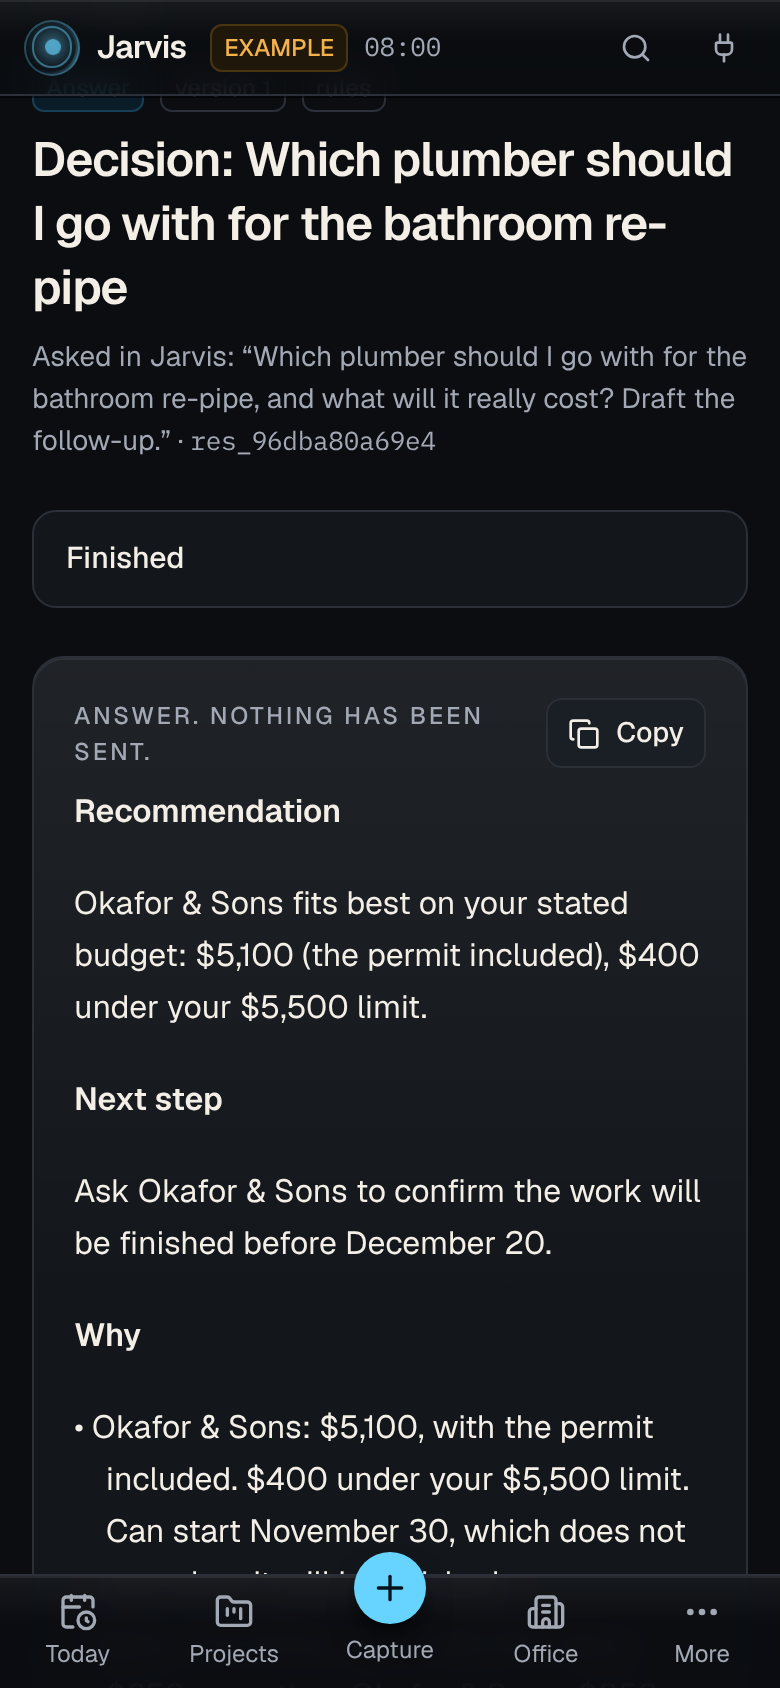 Jarvis EXAMPLE 08:00
Answer version 1 rules
Decision: Which plumber should
I go with for the bathroom re-
pipe
Asked in Jarvis: “Which plumber should I go with for the
bathroom re-pipe, and what will it really cost? Draft the
follow-up.” · res_96dba80a69e4
Finished
ANSWER. NOTHING HAS BEEN
SENT.
Copy
Recommendation
Okafor & Sons fits best on your stated
budget: $5,100 (the permit included), $400
under your $5,500 limit.
Next step
Ask Okafor & Sons to confirm the work will
be finished before December 20.
Why
• Okafor & Sons: $5,100, with the permit
included. $400 under your $5,500 limit.
Can start November 30, which does not
Today Projects Capture Office More